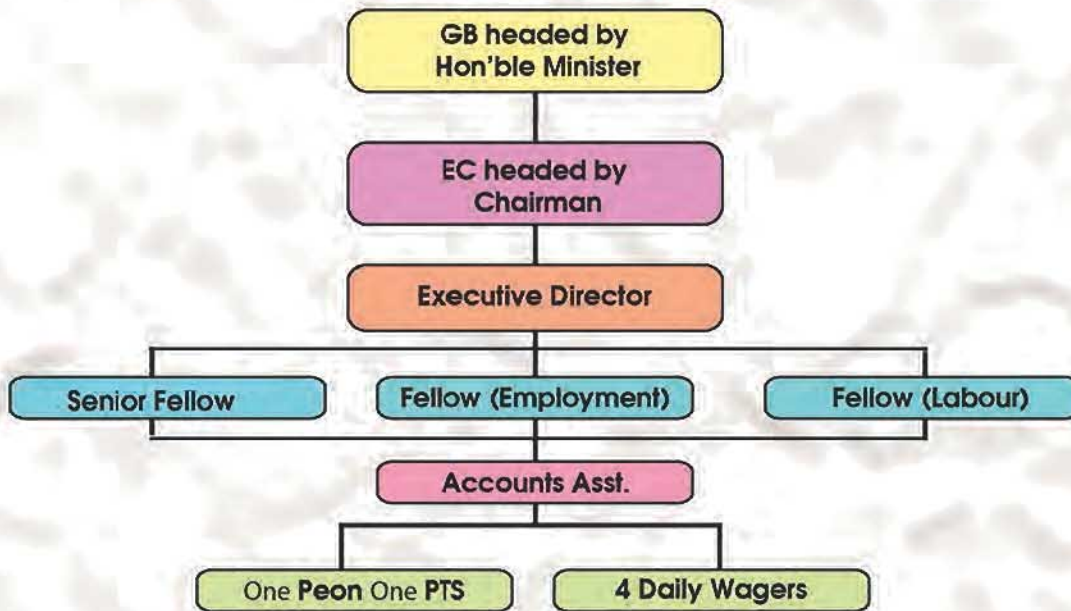 GB headed by
Hon'ble Minister
EC headed by
Chairman
Executive Director
Senior Fellow
Fellow (Employment)
Fellow (Labour)
Accounts Asst.
One Peon One PTS
4 Daily Wagers